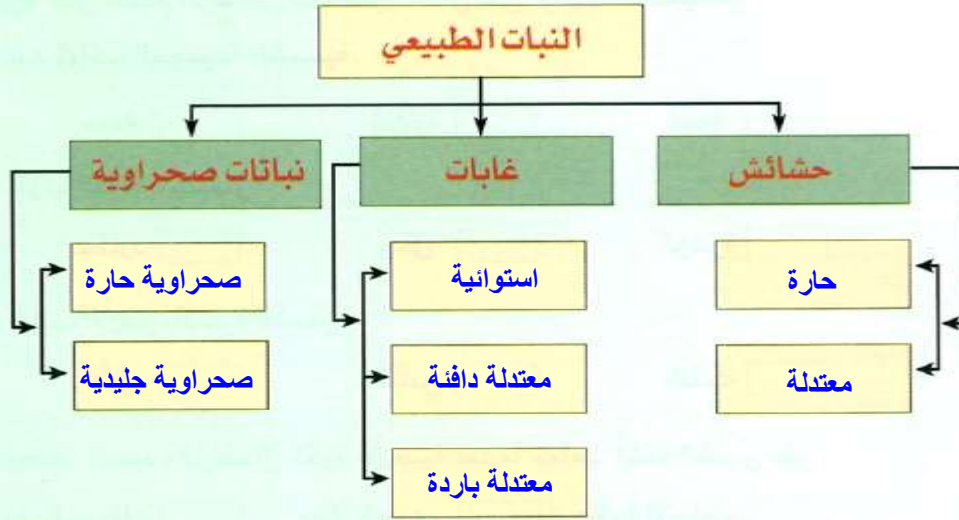 النبات الطبيعي
حشائش
غابات
نباتات صحراوية
حارة
استوائية
صحراوية حارة
معتدلة
معتدلة دافئة
صحراوية جليدية
معتدلة باردة